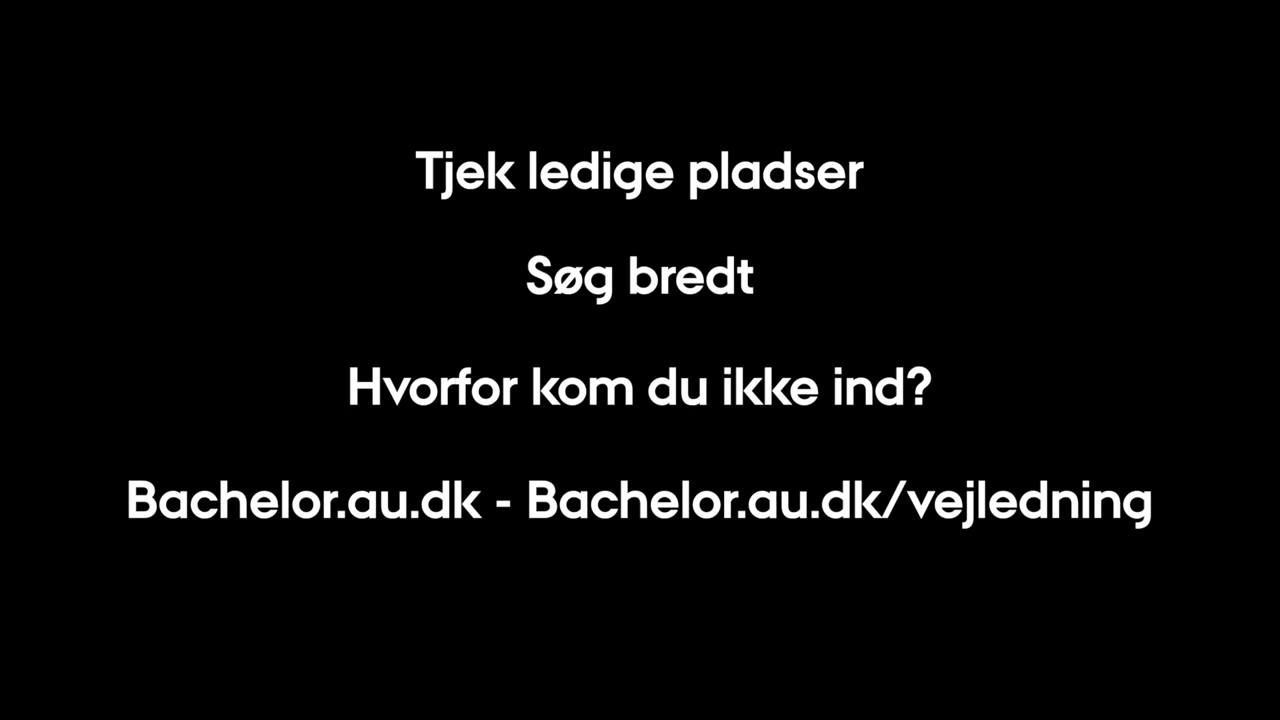 Tjek ledige pladser
Søg bredt
Hvorfor kom du ikke ind?
Bachelor.au.dk - Bachelor.au.dk/vejledning